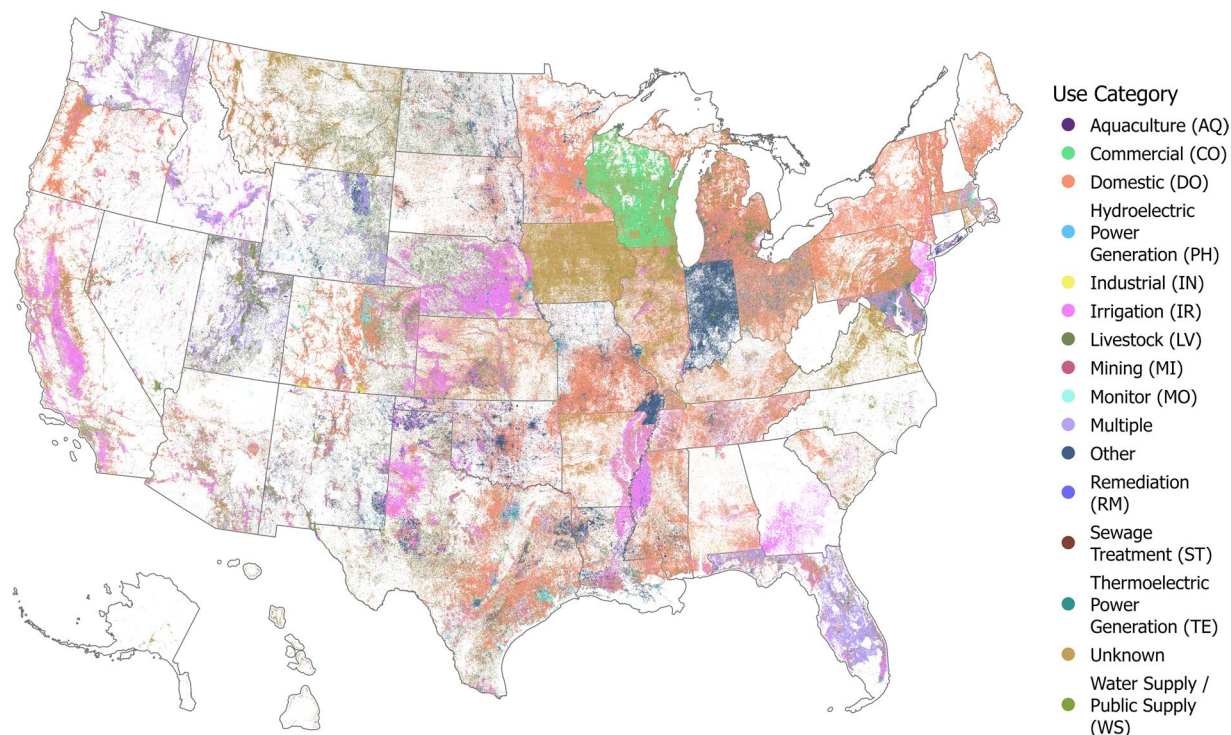 Use Category
Aquaculture (AQ)
Commercial (CO)
Domestic (DO)
Hydroelectric
Power
Generation (PH)
Industrial (IN)
Irrigation (IR)
Livestock (LV)
Mining (MI)
Monitor (MO)
Multiple
Other
Remediation
(RM)
Sewage
Treatment (ST)
Thermoelectric
Power
Generation (TE)
Unknown
Water Supply /
Public Supply
(WS)